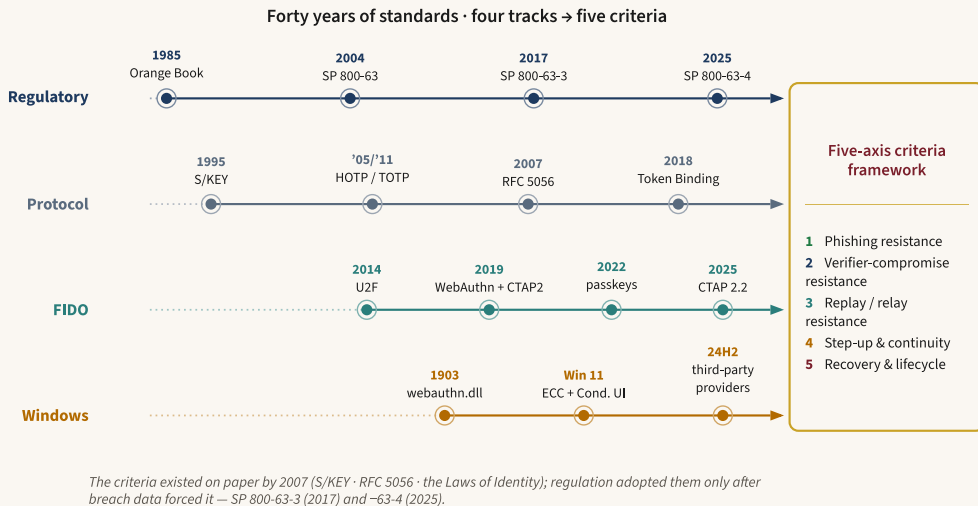 Forty years of standards · four tracks → five criteria
1985
Orange Book
2004
SP 800-63
2017
SP 800-63-3
2025
SP 800-63-4
Regulatory
1995
S/KEY
’05/’11
HOTP / TOTP
2007
RFC 5056
2018
Token Binding
Protocol
2014
U2F
2019
WebAuthn + CTAP2
2022
passkeys
2025
CTAP 2.2
FIDO
1903
webauthn.dll
Win 11
ECC + Cond. UI
24H2
third-party
providers
Windows
Five-axis criteria
framework
1 Phishing resistance
2 Verifier-compromise
resistance
3 Replay / relay
resistance
4 Step-up & continuity
5 Recovery & lifecycle
The criteria existed on paper by 2007 (S/KEY · RFC 5056 · the Laws of Identity); regulation adopted them only after
breach data forced it — SP 800-63-3 (2017) and −63-4 (2025).